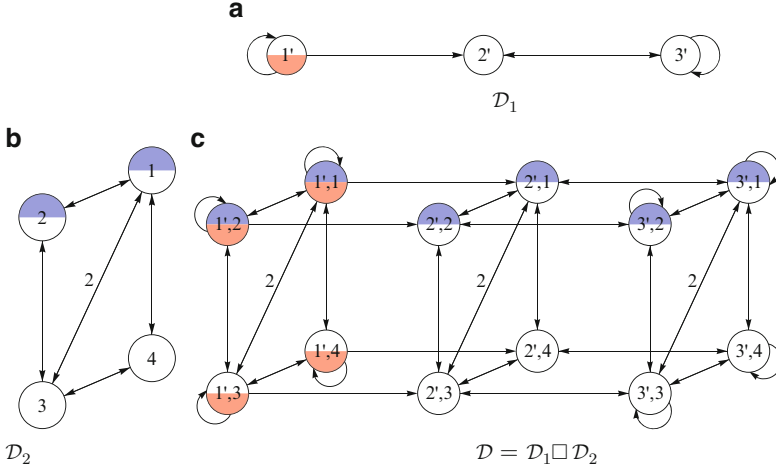 a
1' 2' 3'
𝒟₁
b c
1 1',1 2',1 3',1
2 1',2 2',2 3',2
2 2 2 2
4 1',4 2',4 3',4
3 1',3 2',3 3',3
𝒟₂
𝒟 = 𝒟₁□𝒟₂